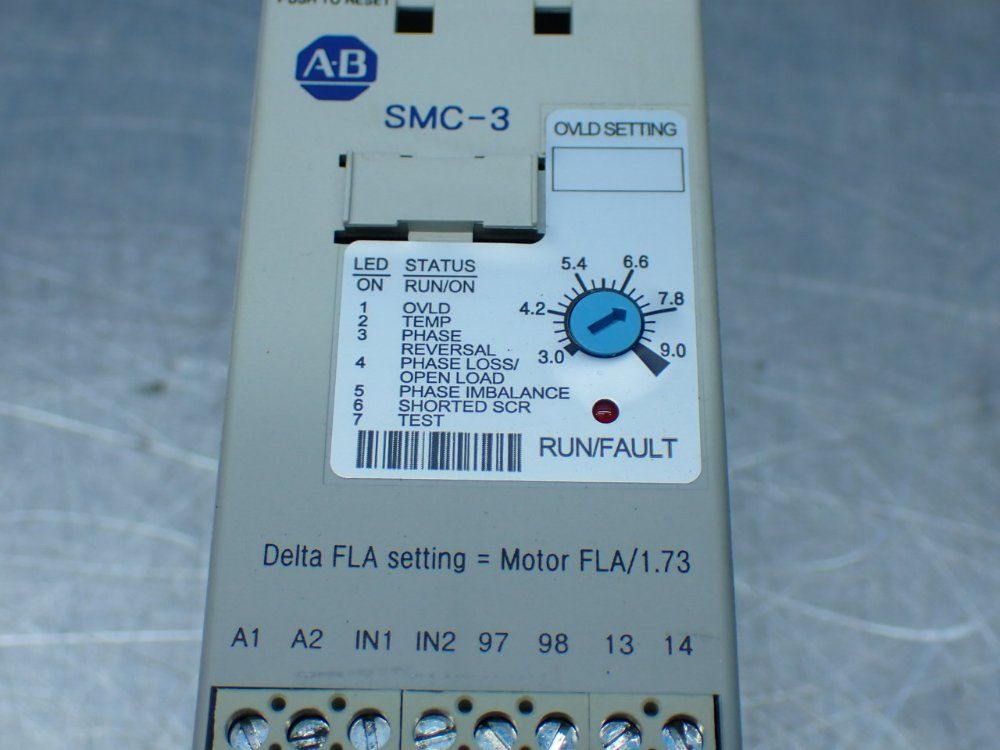 PUSH TO RESET
A-B
SMC-3
OVLD SETTING
LED STATUS
ON RUN/ON
1 OVLD
2 TEMP
3 PHASE
REVERSAL
4 PHASE LOSS/
OPEN LOAD
5 PHASE IMBALANCE
6 SHORTED SCR
7 TEST
3.0
4.2
5.4
6.6
7.8
9.0
RUN/FAULT
Delta FLA setting = Motor FLA/1.73
A1 A2 IN1 IN2 97 98 13 14